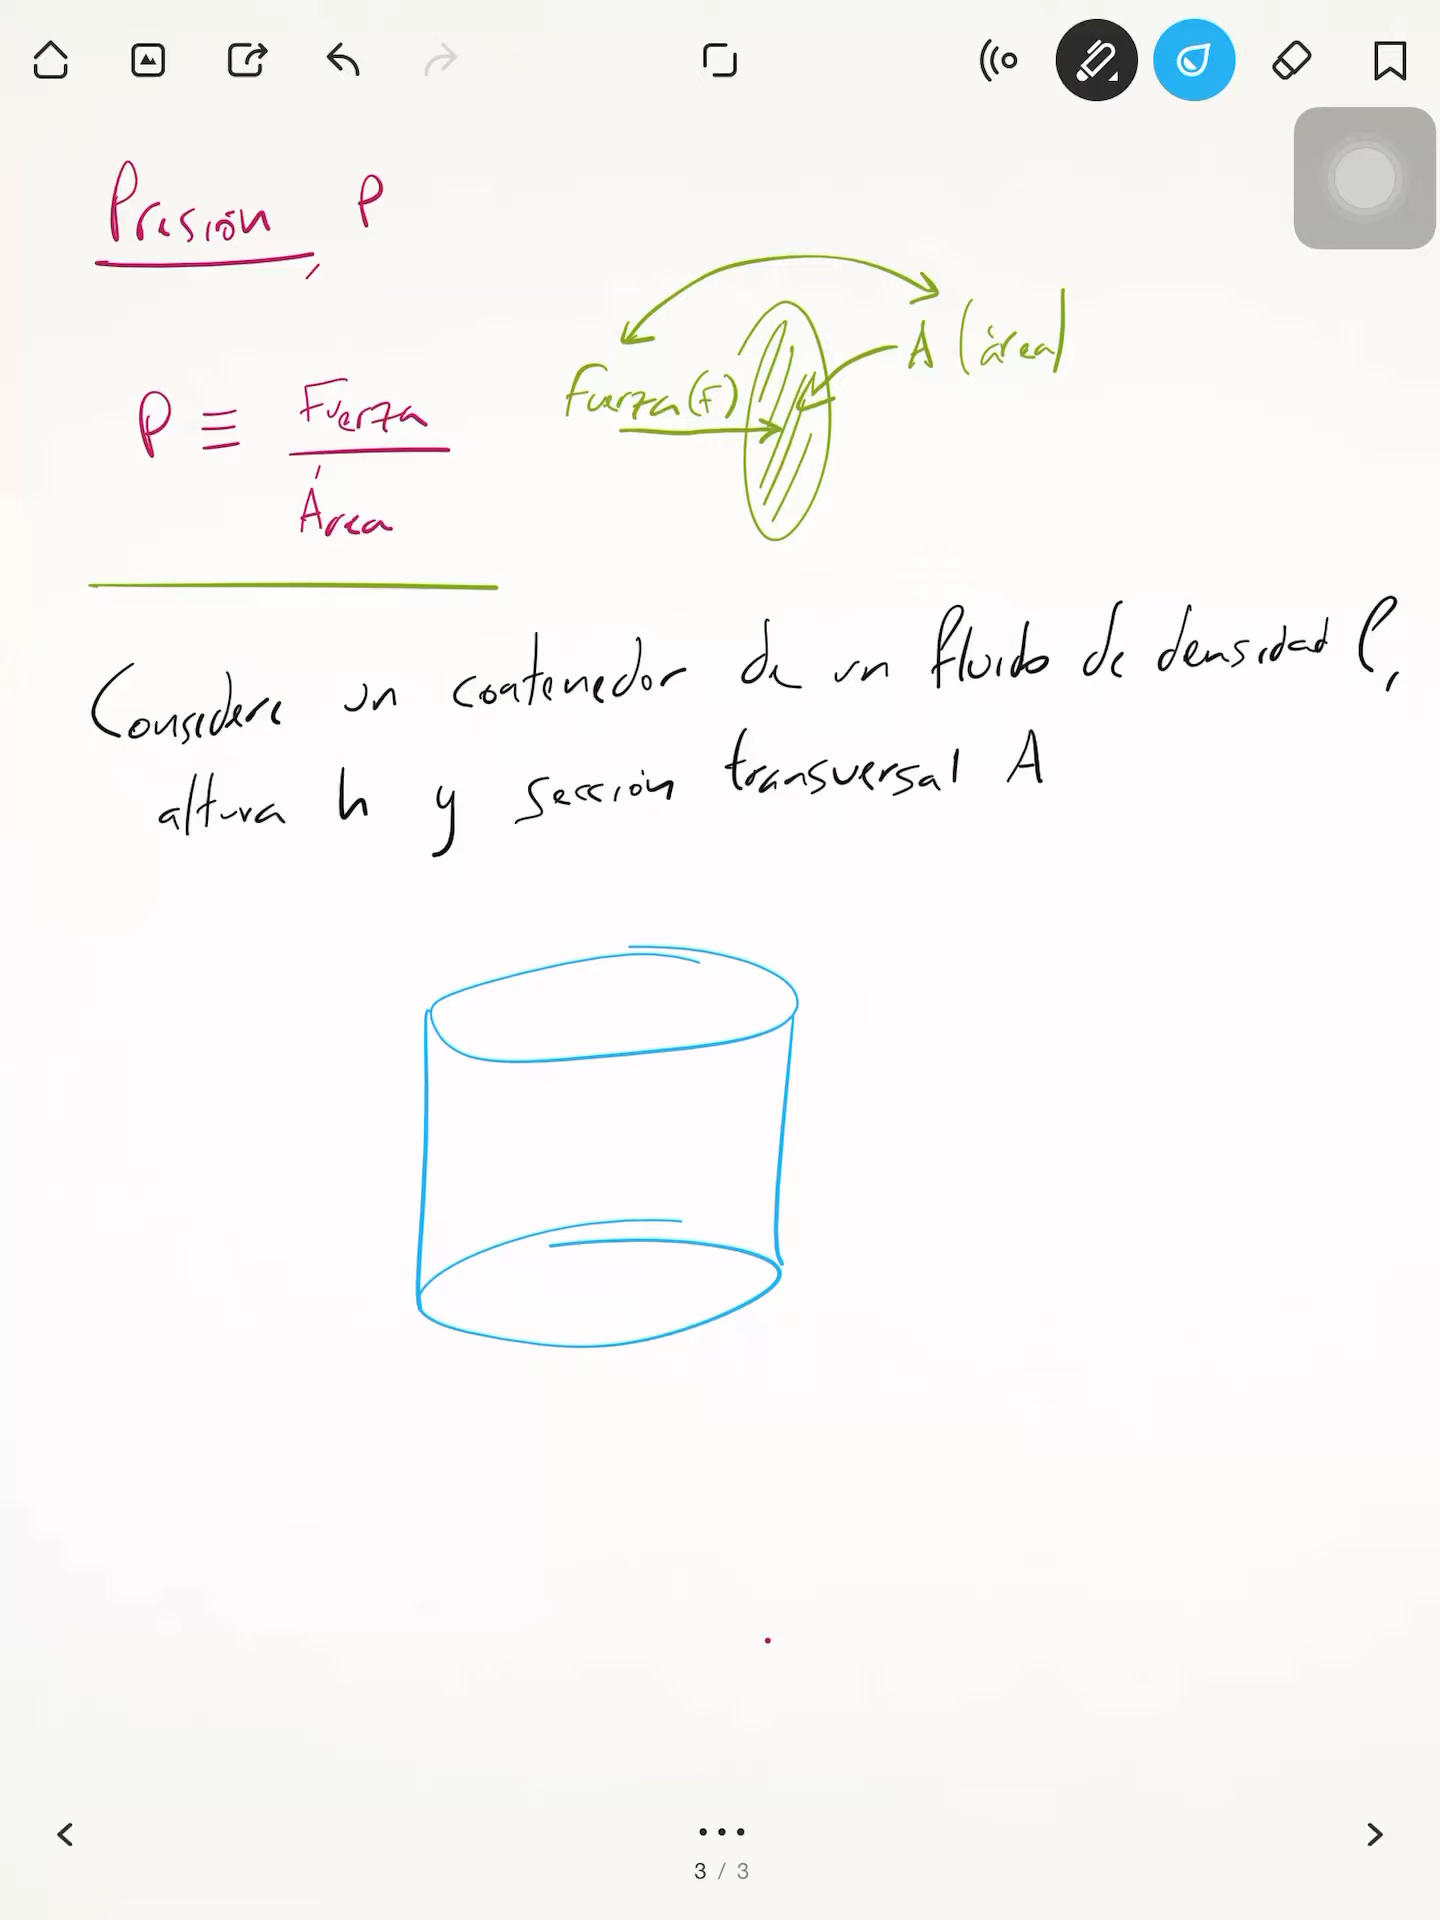 Presión, P
Fuerza (F)
A (área)
P ≡ Fuerza
Área
Considere un contenedor de un fluido de densidad ρ,
altura h y sección transversal A
3 / 3